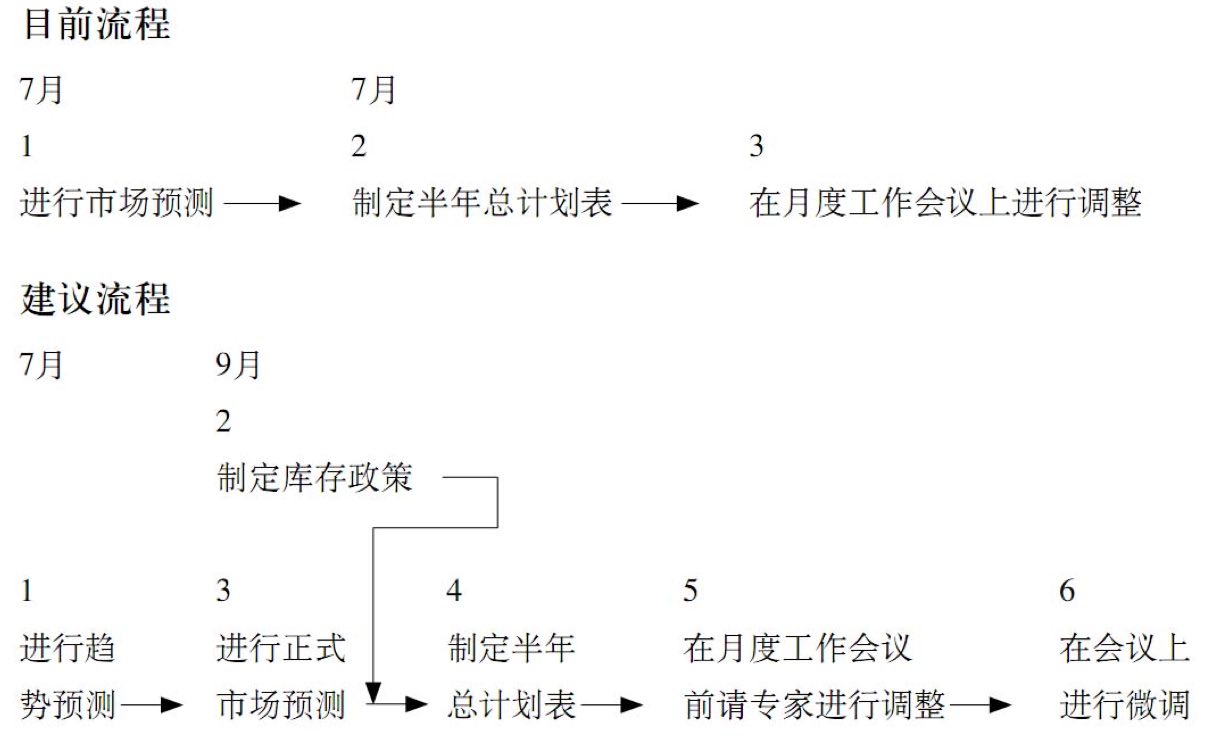 目前流程
7月 7月
1 2 3
进行市场预测 制定半年总计划表 在月度工作会议上进行调整
建议流程
7月 9月
2
制定库存政策
1 3 4 5 6
进行趋 进行正式 制定半年 在月度工作会议 在会议上
势预测 市场预测 总计划表 前请专家进行调整 进行微调